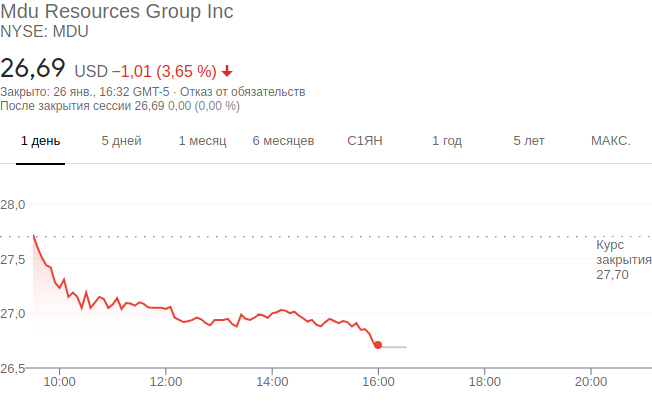 Mdu Resources Group Inc
NYSE: MDU
26,69 USD −1,01 (3,65 %)
Закрыто: 26 янв., 16:32 GMT-5 · Отказ от обязательств
После закрытия сессии 26,69 0,00 (0,00 %)
1 день 5 дней 1 месяц 6 месяцев С1ЯН 1 год 5 лет МАКС.
28,0
Курс
закрытия
27,70
27,5
27,0
26,5
10:00 12:00 14:00 16:00 18:00 20:00